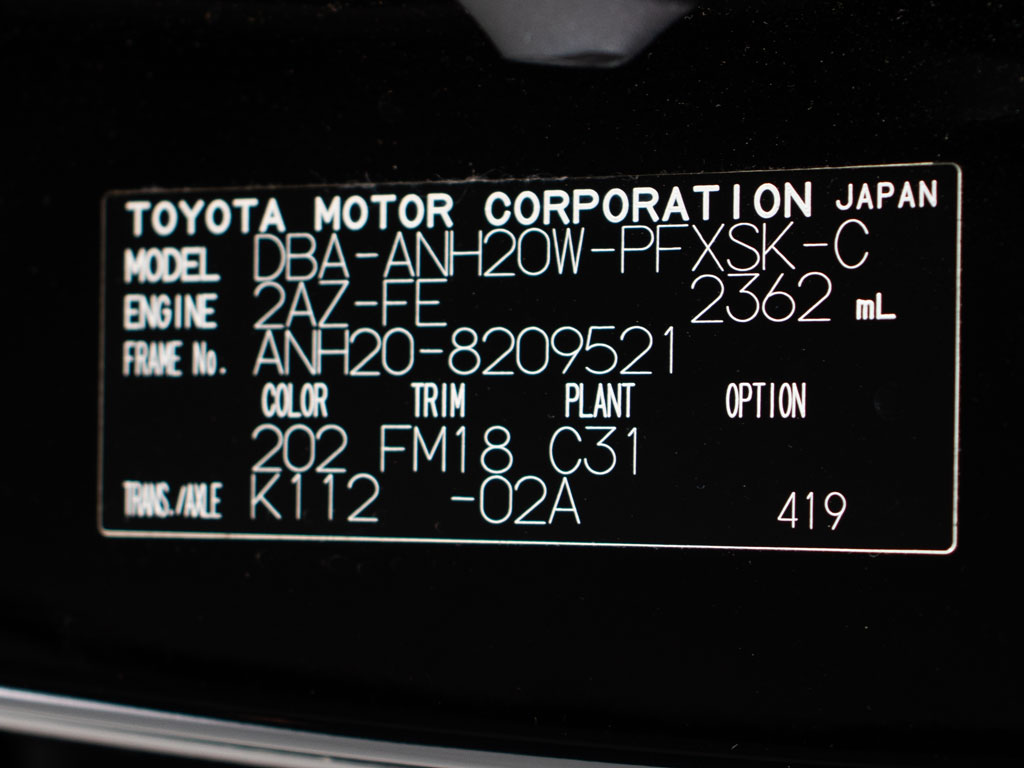 TOYOTA MOTOR CORPORATION JAPAN
MODEL DBA-ANH20W-PFXSK-C
ENGINE 2AZ-FE 2362 mL
FRAME No. ANH20-8209521
COLOR TRIM PLANT OPTION
202 FM18 C31
TRANS./AXLE K112 -02A 419